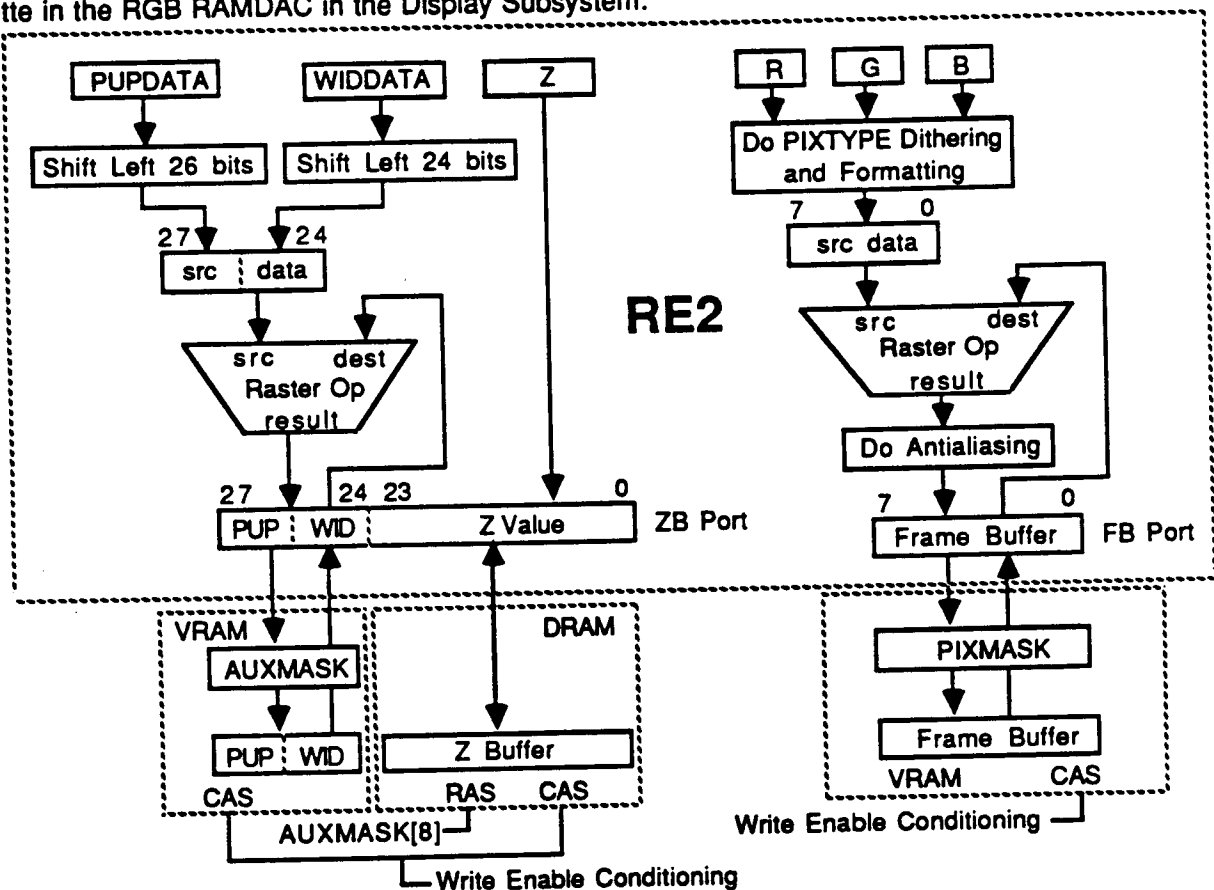 tte in the RGB RAMDAC in the Display Subsystem.
PUPDATA
WIDDATA
Z
R
G
B
Shift Left 26 bits
Shift Left 24 bits
Do PIXTYPE Dithering
and Formatting
27
24
src data
7
0
src data
RE2
src dest
Raster Op
result
src dest
Raster Op
result
Do Antialiasing
27
24 23
0
PUP WID
Z Value
ZB Port
7
0
Frame Buffer
FB Port
VRAM
AUXMASK
PUP WID
CAS
DRAM
Z Buffer
RAS CAS
AUXMASK[8]
Write Enable Conditioning
PIXMASK
Frame Buffer
VRAM CAS
Write Enable Conditioning